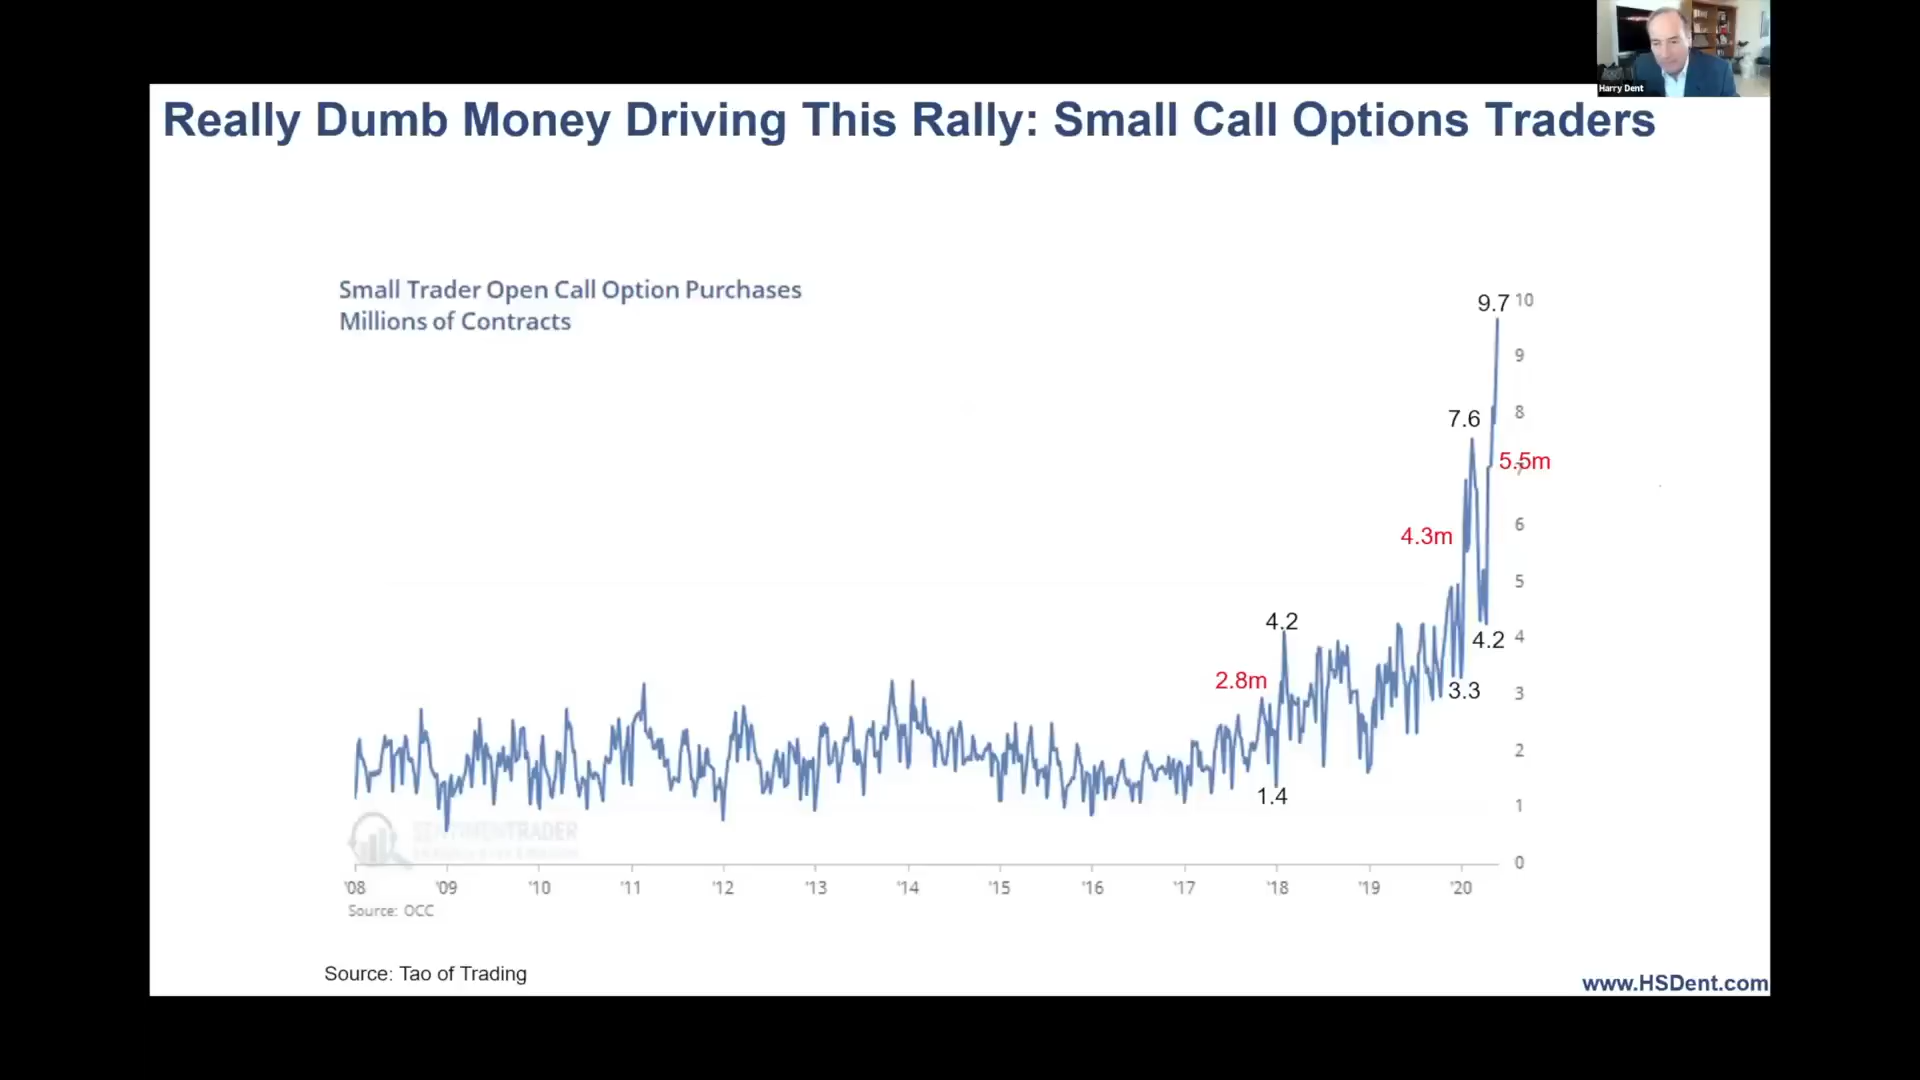 Harry Dent
Really Dumb Money Driving This Rally: Small Call Options Traders
Small Trader Open Call Option Purchases
Millions of Contracts
9.7
10
9
8
7.6
5.5m
7
6
4.3m
5
4.2
4
4.2
2.8m
3
3.3
2
1.4
1
SENTIMENTRADER
0
'08 '09 '10 '11 '12 '13 '14 '15 '16 '17 '18 '19 '20
Source: OCC
Source: Tao of Trading
www.HSDent.com